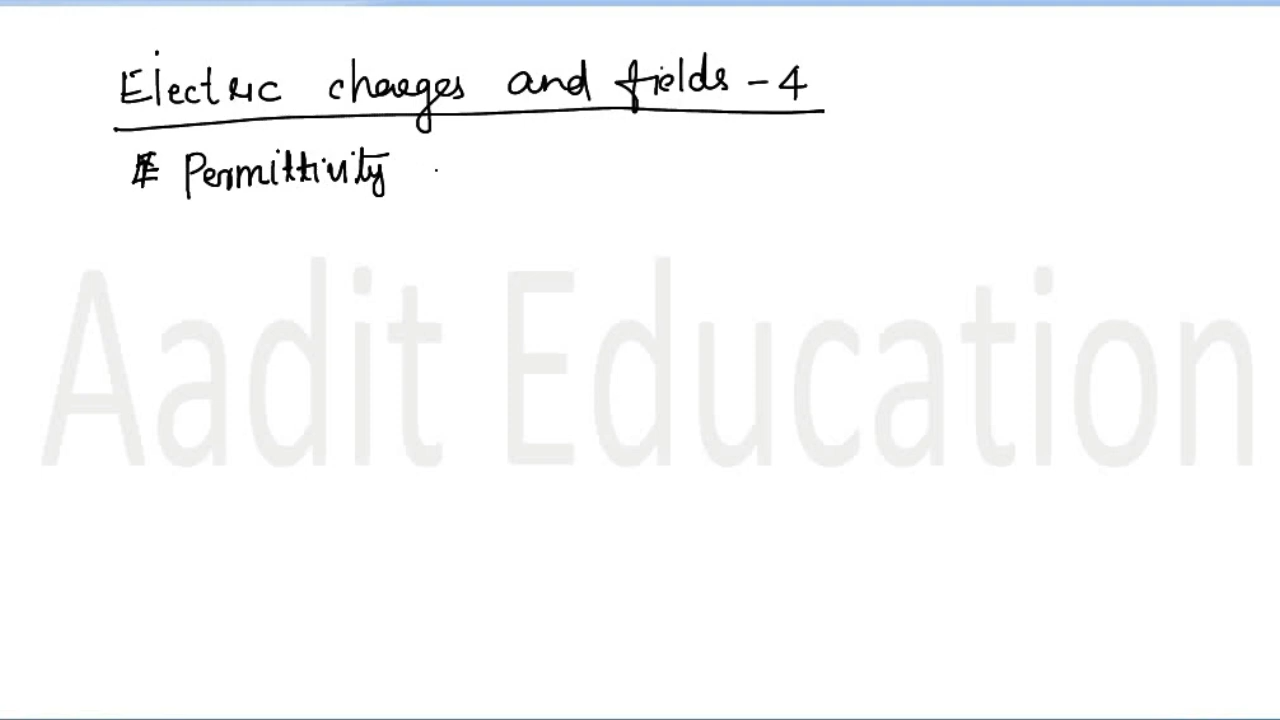 Electric charges and fields - 4
# Permittivity
Aadit Education